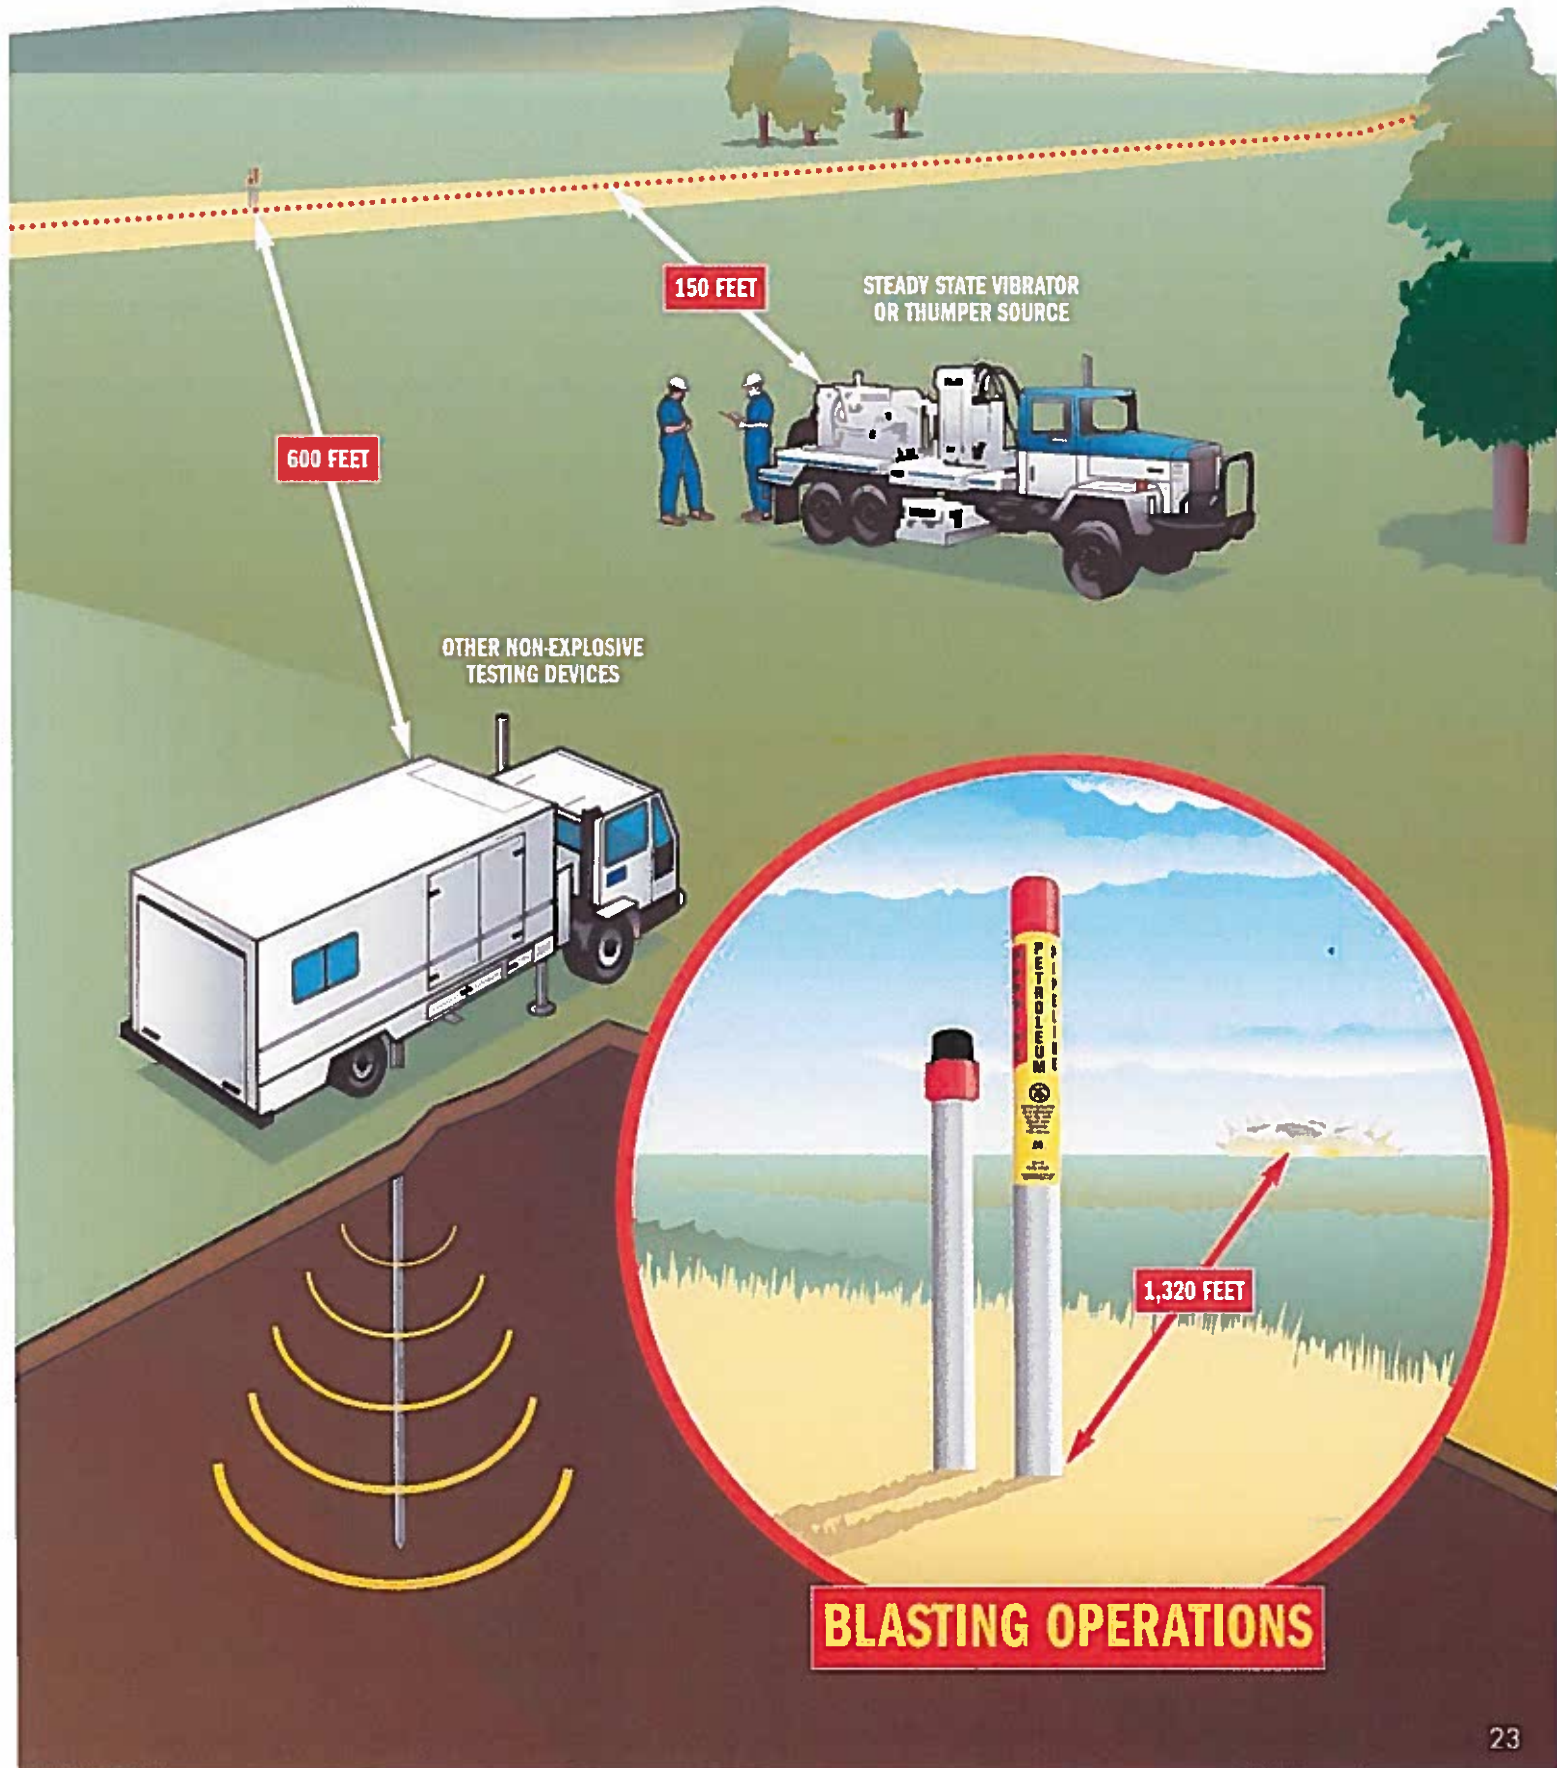 150 FEET
STEADY STATE VIBRATOR
OR THUMPER SOURCE
600 FEET
OTHER NON-EXPLOSIVE
TESTING DEVICES
PETROLEUM
PIPELINE
1,320 FEET
BLASTING OPERATIONS
23